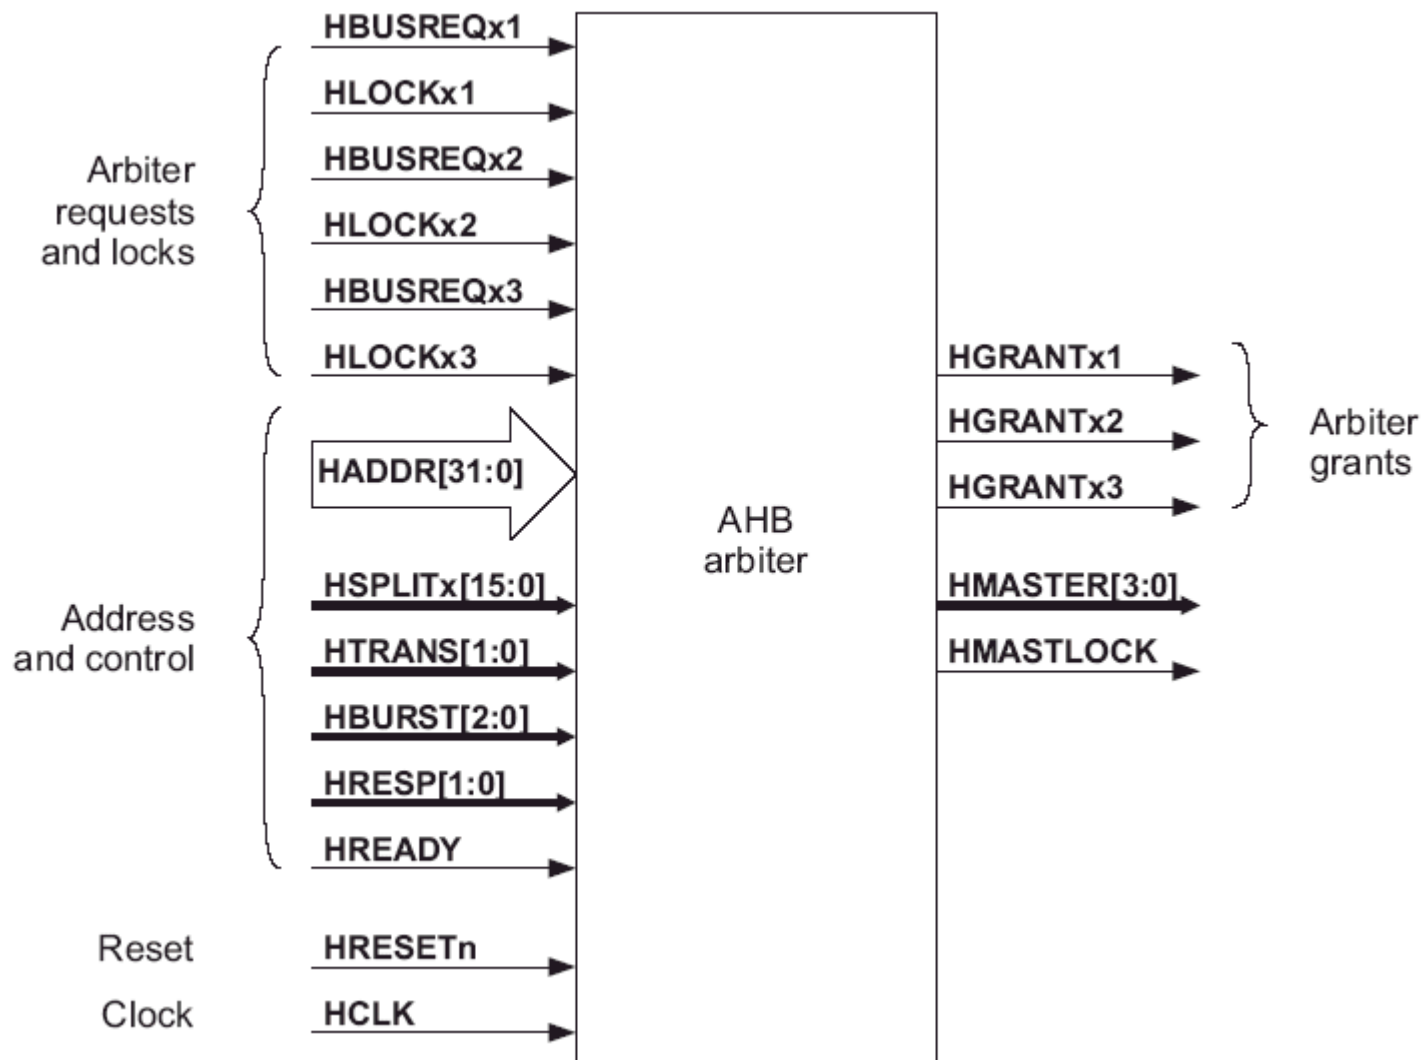 HBUSREQx1
HLOCKx1
HBUSREQx2
HLOCKx2
HBUSREQx3
HLOCKx3
Arbiter
requests
and locks
HADDR[31:0]
HSPLITx[15:0]
HTRANS[1:0]
HBURST[2:0]
HRESP[1:0]
HREADY
Address
and control
Reset
HRESETn
Clock
HCLK
AHB
arbiter
HGRANTx1
HGRANTx2
HGRANTx3
Arbiter
grants
HMASTER[3:0]
HMASTLOCK